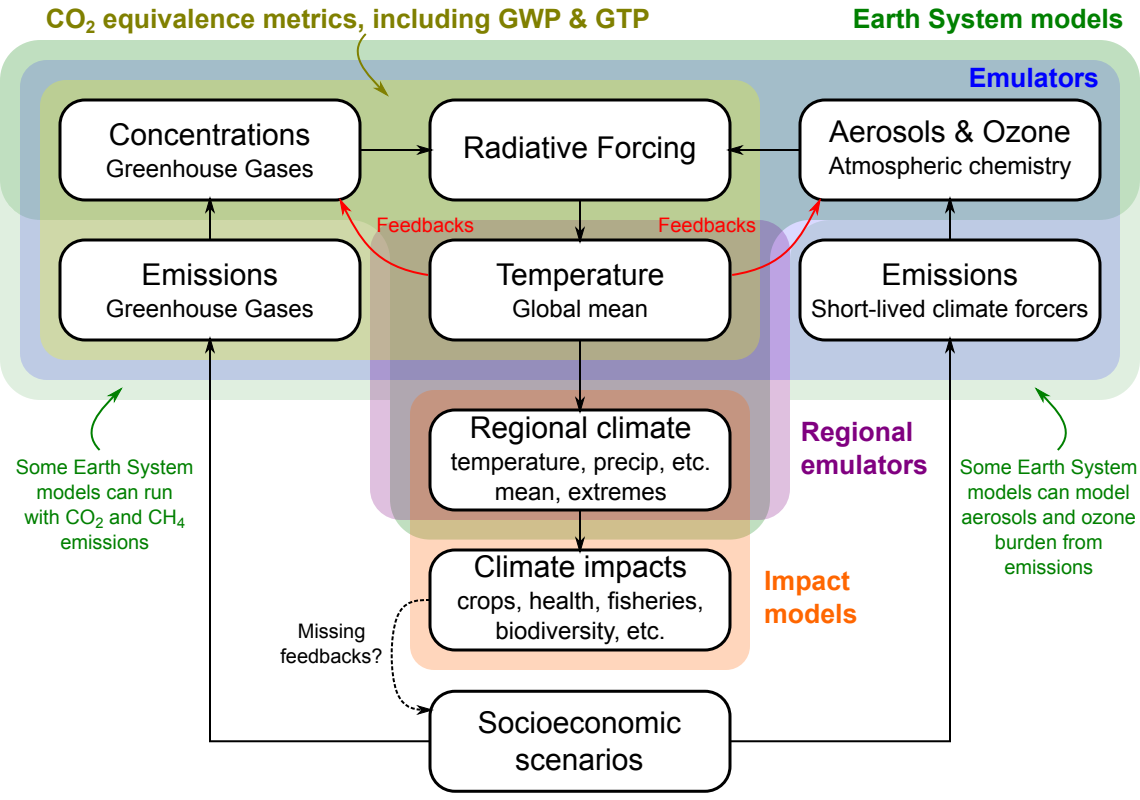 CO₂ equivalence metrics, including GWP & GTP
Earth System models
Emulators
Concentrations
Greenhouse Gases
Radiative Forcing
Aerosols & Ozone
Atmospheric chemistry
Feedbacks
Feedbacks
Emissions
Greenhouse Gases
Temperature
Global mean
Emissions
Short-lived climate forcers
Regional climate
temperature, precip, etc.
mean, extremes
Regional
emulators
Some Earth System
models can run
with CO₂ and CH₄
emissions
Some Earth System
models can model
aerosols and ozone
burden from
emissions
Climate impacts
crops, health, fisheries,
biodiversity, etc.
Impact
models
Missing
feedbacks?
Socioeconomic
scenarios